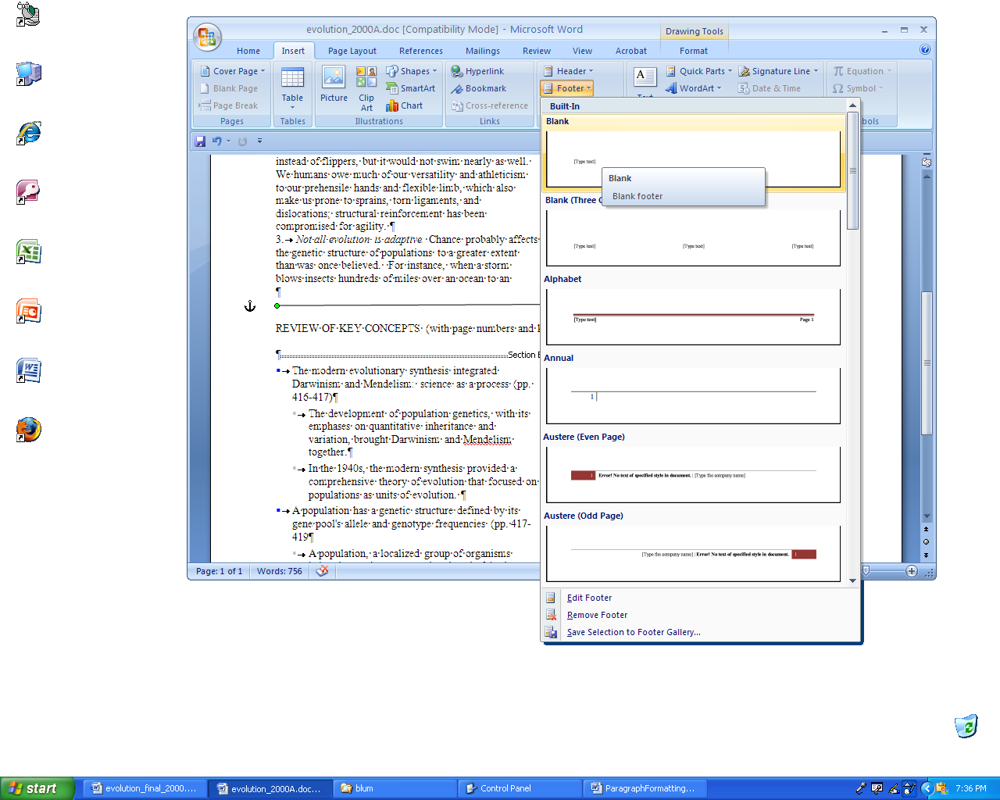 evolution_2000A.doc [Compatibility Mode] - Microsoft Word
Drawing Tools
Home Insert Page Layout References Mailings Review View Acrobat Format
Cover Page Table Picture Clip Art Shapes Hyperlink Header Quick Parts Signature Line Equation
Blank Page SmartArt Bookmark Footer WordArt Date & Time Symbol
Page Break Chart Cross-reference
Pages Tables Illustrations Links
instead of flippers, but it would not swim nearly as well.
We humans owe much of our versatility and athleticism
to our prehensile hands and flexible limb, which also
make us prone to sprains, torn ligaments, and
dislocations; structural reinforcement has been
compromised for agility. ¶
3. → Not all evolution is adaptive. Chance probably affects
the genetic structure of populations to a greater extent
than was once believed. For instance, when a storm
blows insects hundreds of miles over an ocean to an
¶
REVIEW OF KEY CONCEPTS (with page numbers and
¶ Section
▪→ The modern evolutionary synthesis integrated
Darwinism and Mendelism: science as a process (pp.
416-417)¶
▪→ The development of population genetics, with its
emphases on quantitative inheritance and
variation, brought Darwinism and Mendelism
together.¶
▪→ In the 1940s, the modern synthesis provided a
comprehensive theory of evolution that focused on
populations as units of evolution. ¶
▪→ A population has a genetic structure defined by its
gene pool's allele and genotype frequencies (pp. 417-
419¶
▪→ A population, a localized group of organisms
Page: 1 of 1 Words: 756
Built-In
Blank
[Type text]
Blank
Blank footer
Blank (Three
[Type text] [Type text] [Type text]
Alphabet
[Type text] Page 1
Annual
1 |
Austere (Even Page)
1 Error! No text of specified style in document. | [Type the company name]
Austere (Odd Page)
[Type the company name] | Error! No text of specified style in document. 1
Edit Footer
Remove Footer
Save Selection to Footer Gallery...
start evolution_final_2000.... evolution_2000A.doc... blum Control Panel ParagraphFormatting... 7:36 PM